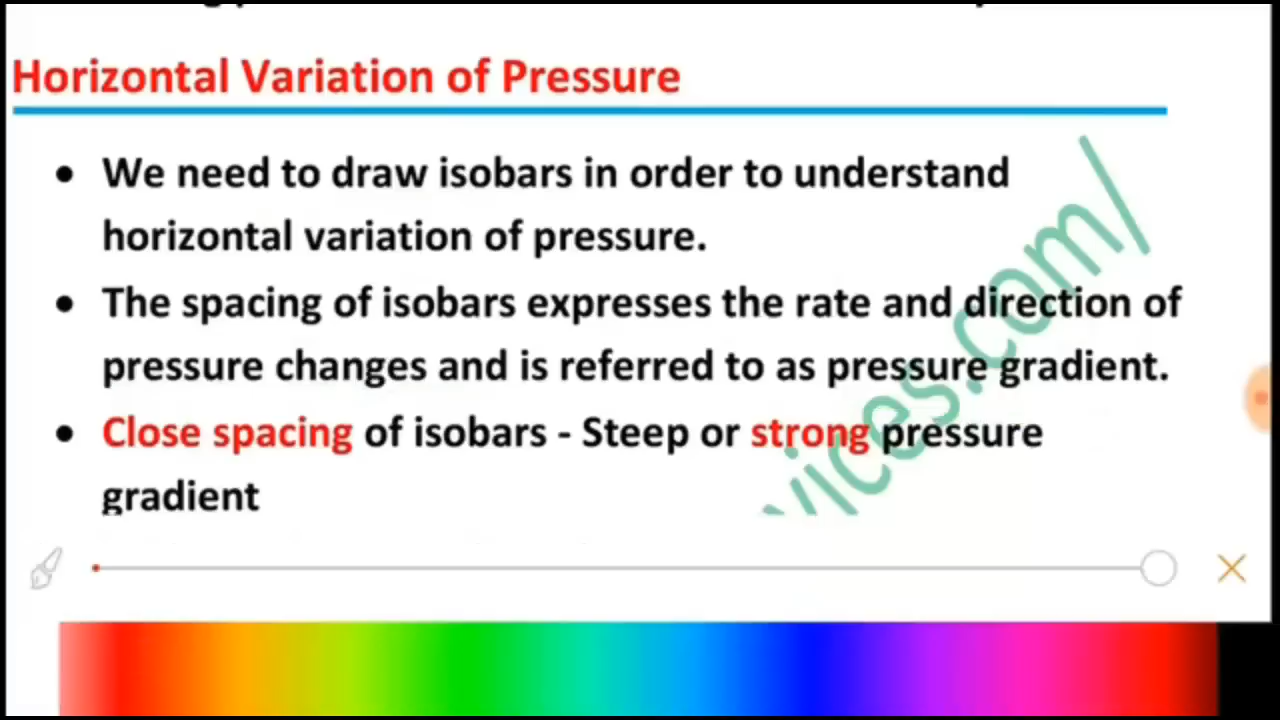 Horizontal Variation of Pressure
• We need to draw isobars in order to understand
horizontal variation of pressure.
• The spacing of isobars expresses the rate and direction of
pressure changes and is referred to as pressure gradient.
• Close spacing of isobars - Steep or strong pressure
gradient
vices.com/